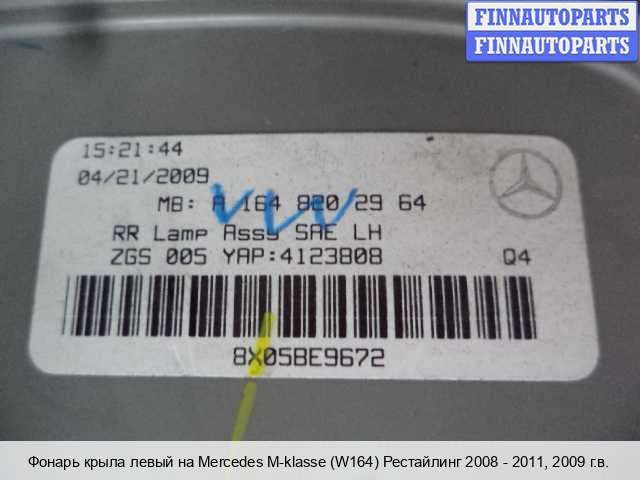 FINNAUTOPARTS
FINNAUTOPARTS
15:21:44
04/21/2009
MB: A 164 820 29 64
RR Lamp Assy SAE LH
ZGS 005 YAP:4123808 Q4
8X05BE9672
Фонарь крыла левый на Mercedes M-klasse (W164) Рестайлинг 2008 - 2011, 2009 г.в.